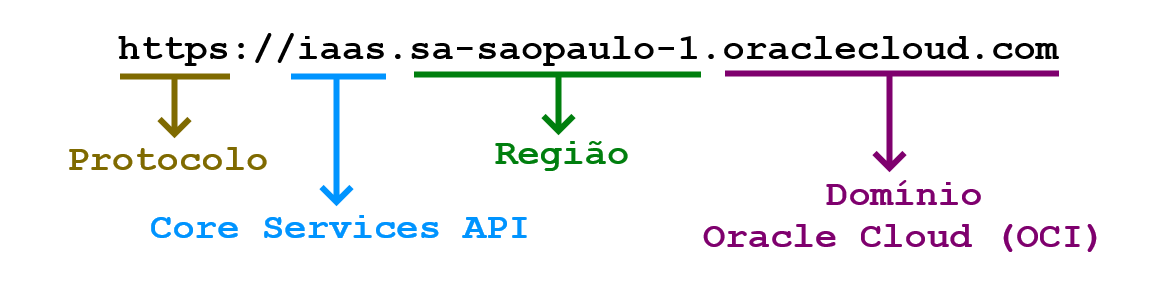 https://iaas.sa-saopaulo-1.oraclecloud.com
Protocolo
Região
Core Services API
Domínio
Oracle Cloud (OCI)